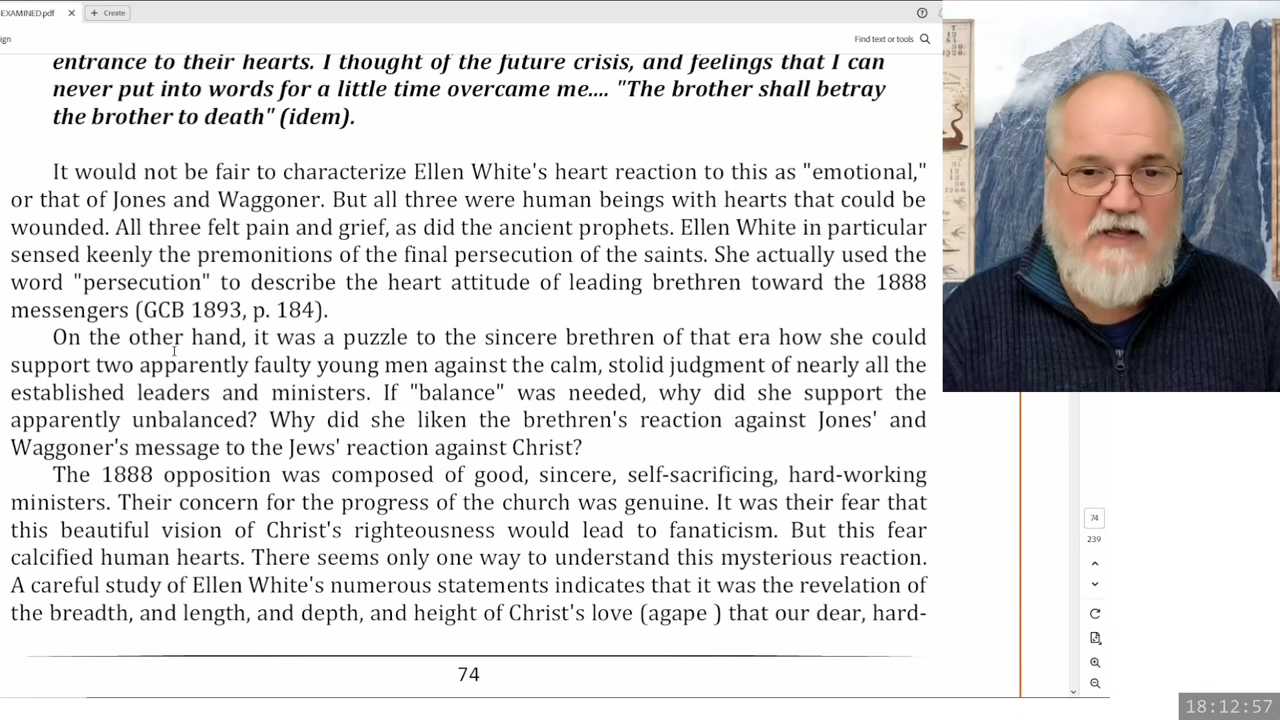 -EXAMINED.pdf
Create
ign
Find text or tools
entrance to their hearts. I thought of the future crisis, and feelings that I can
never put into words for a little time overcame me.... "The brother shall betray
the brother to death" (idem).
It would not be fair to characterize Ellen White's heart reaction to this as "emotional,"
or that of Jones and Waggoner. But all three were human beings with hearts that could be
wounded. All three felt pain and grief, as did the ancient prophets. Ellen White in particular
sensed keenly the premonitions of the final persecution of the saints. She actually used the
word "persecution" to describe the heart attitude of leading brethren toward the 1888
messengers (GCB 1893, p. 184).
On the other hand, it was a puzzle to the sincere brethren of that era how she could
support two apparently faulty young men against the calm, stolid judgment of nearly all the
established leaders and ministers. If "balance" was needed, why did she support the
apparently unbalanced? Why did she liken the brethren's reaction against Jones' and
Waggoner's message to the Jews' reaction against Christ?
The 1888 opposition was composed of good, sincere, self-sacrificing, hard-working
ministers. Their concern for the progress of the church was genuine. It was their fear that
this beautiful vision of Christ's righteousness would lead to fanaticism. But this fear
calcified human hearts. There seems only one way to understand this mysterious reaction.
A careful study of Ellen White's numerous statements indicates that it was the revelation of
the breadth, and length, and depth, and height of Christ's love (agape ) that our dear, hard-
74
74
239
18:12:57